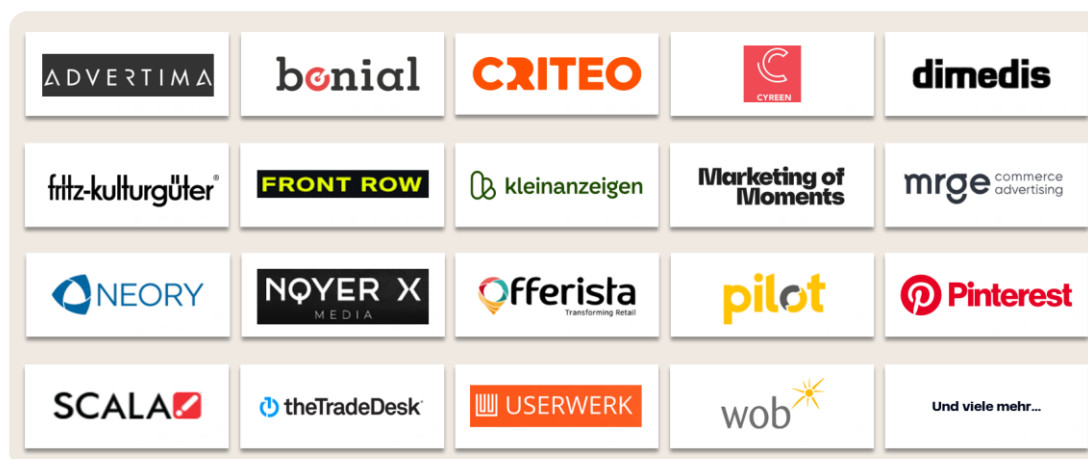 ADVERTIMA
bonial
CRITEO
CYREEN
dimedis
fritz-kulturgüter®
FRONT ROW
kleinanzeigen
Marketing of
Moments
mrge commerce
advertising
NEORY
NOYER X
MEDIA
Offerista
Transforming Retail
pilot
Pinterest
SCALA
theTradeDesk
USERWERK
wob
Und viele mehr...